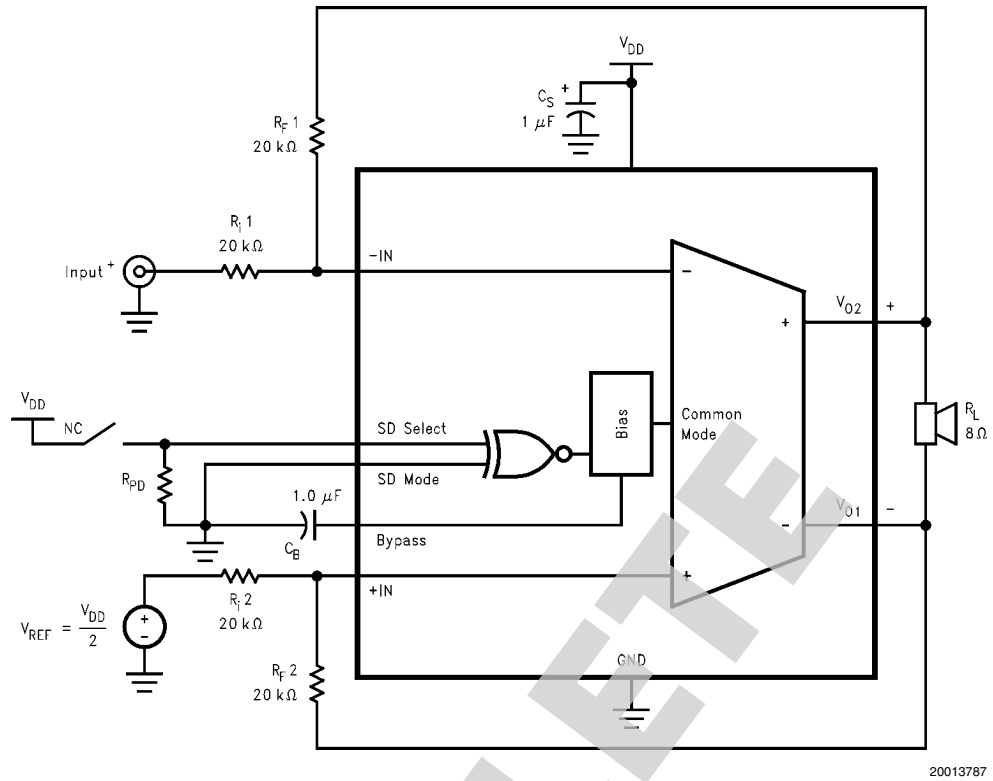 V_DD
C_S +
1 µF
R_F 1
20 kΩ
R_i 1
20 kΩ
Input +
-IN
-
V_O2 +
+
V_DD
NC
SD Select
SD Mode
Bias
Common
Mode
R_L
8 Ω
R_PD
1.0 µF
C_B
Bypass
V_O1 -
-
+IN
+
R_i 2
20 kΩ
V_REF = V_DD/2
+
-
R_F 2
20 kΩ
GND
ETE
20013787